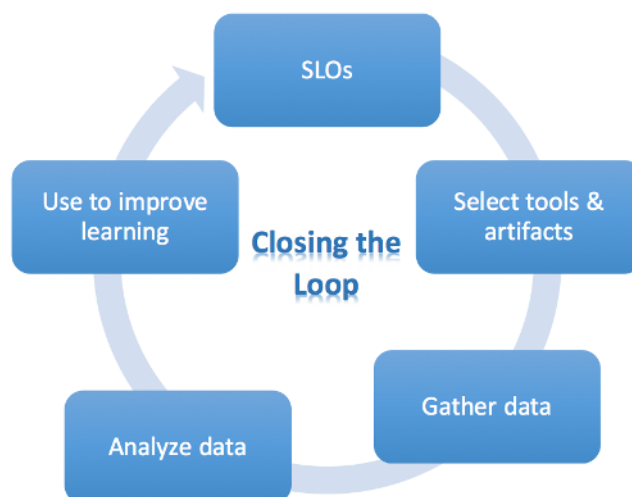 SLOs
Select tools &
artifacts
Gather data
Analyze data
Use to improve
learning
Closing the
Loop